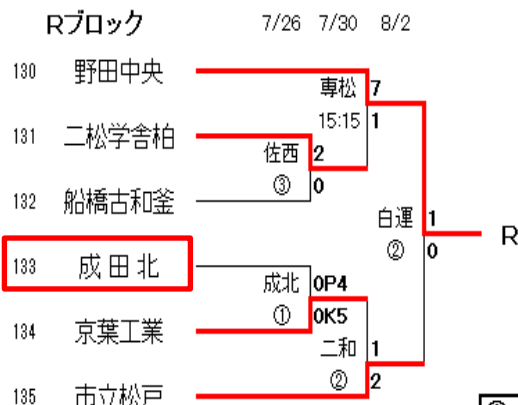 Rブロック 7/26 7/30 8/2
130 野田中央
専松 7
15:15 1
131 二松学舎柏
佐西 2
③ 0
132 船橋古和釜
白運 1
② 0
R
133 成田北
成北 0P4
① 0K5
134 京葉工業
二和 1
② 2
135 市立松戸